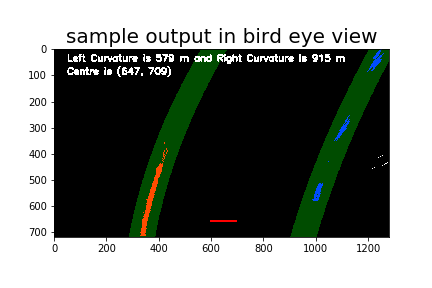 sample output in bird eye view
Left Curvature is 579 m and Right Curvature is 915 m
Centre is (647, 709)
0
100
200
300
400
500
600
700
0 200 400 600 800 1000 1200